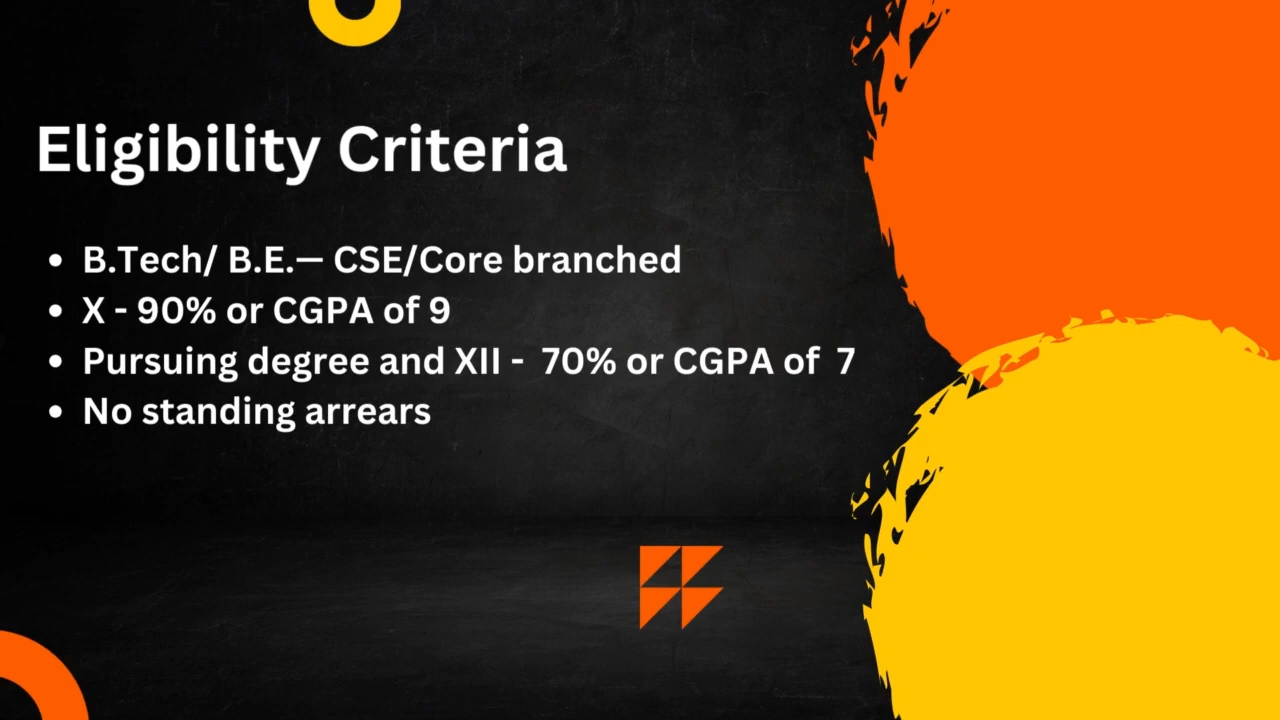 Eligibility Criteria
• B.Tech/ B.E.— CSE/Core branched
• X - 90% or CGPA of 9
• Pursuing degree and XII -  70% or CGPA of  7
• No standing arrears